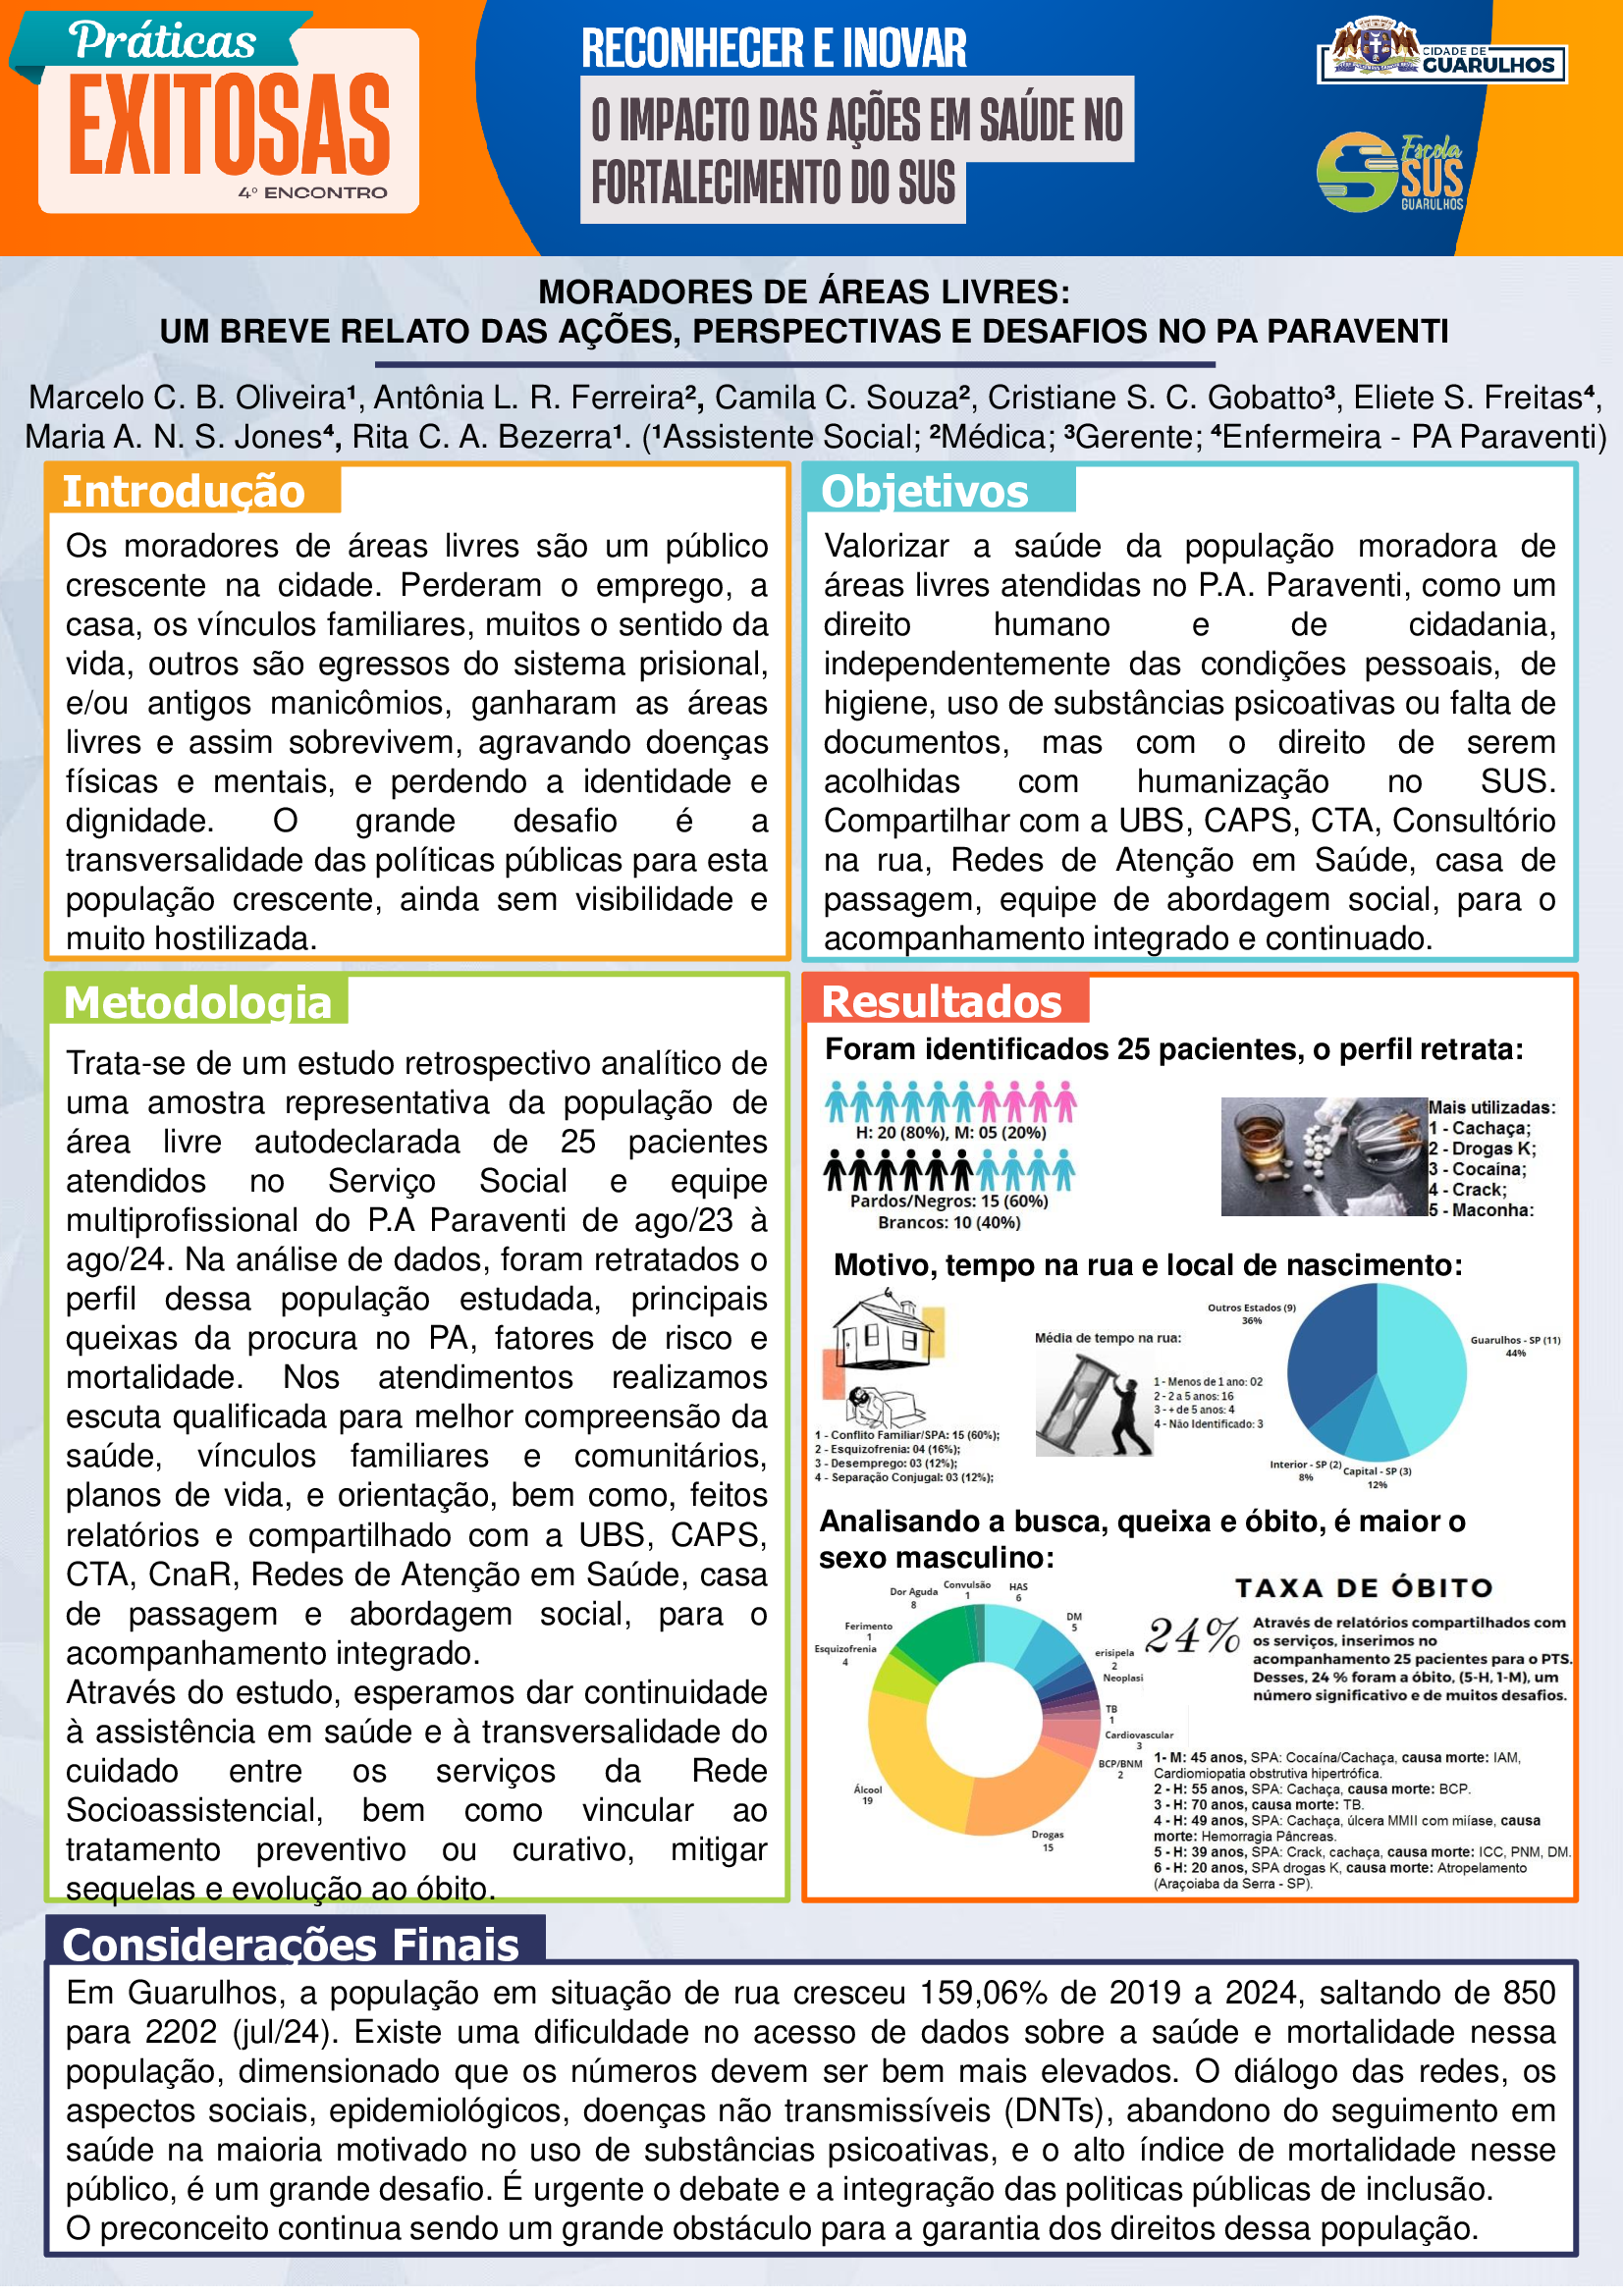 Práticas
EXITOSAS
4º ENCONTRO
RECONHECER E INOVAR
O IMPACTO DAS AÇÕES EM SAÚDE NO
FORTALECIMENTO DO SUS
CIDADE DE
GUARULHOS
Escola
SUS
GUARULHOS
MORADORES DE ÁREAS LIVRES:
UM BREVE RELATO DAS AÇÕES, PERSPECTIVAS E DESAFIOS NO PA PARAVENTI
Marcelo C. B. Oliveira¹, Antônia L. R. Ferreira², Camila C. Souza², Cristiane S. C. Gobatto³, Eliete S. Freitas⁴,
Maria A. N. S. Jones⁴, Rita C. A. Bezerra¹. (¹Assistente Social; ²Médica; ³Gerente; ⁴Enfermeira - PA Paraventi)
Introdução
Os moradores de áreas livres são um público
crescente na cidade. Perderam o emprego, a
casa, os vínculos familiares, muitos o sentido da
vida, outros são egressos do sistema prisional,
e/ou antigos manicômios, ganharam as áreas
livres e assim sobrevivem, agravando doenças
físicas e mentais, e perdendo a identidade e
dignidade. O grande desafio é a
transversalidade das políticas públicas para esta
população crescente, ainda sem visibilidade e
muito hostilizada.
Objetivos
Valorizar a saúde da população moradora de
áreas livres atendidas no P.A. Paraventi, como um
direito humano e de cidadania,
independentemente das condições pessoais, de
higiene, uso de substâncias psicoativas ou falta de
documentos, mas com o direito de serem
acolhidas com humanização no SUS.
Compartilhar com a UBS, CAPS, CTA, Consultório
na rua, Redes de Atenção em Saúde, casa de
passagem, equipe de abordagem social, para o
acompanhamento integrado e continuado.
Metodologia
Trata-se de um estudo retrospectivo analítico de
uma amostra representativa da população de
área livre autodeclarada de 25 pacientes
atendidos no Serviço Social e equipe
multiprofissional do P.A Paraventi de ago/23 à
ago/24. Na análise de dados, foram retratados o
perfil dessa população estudada, principais
queixas da procura no PA, fatores de risco e
mortalidade. Nos atendimentos realizamos
escuta qualificada para melhor compreensão da
saúde, vínculos familiares e comunitários,
planos de vida, e orientação, bem como, feitos
relatórios e compartilhado com a UBS, CAPS,
CTA, CnaR, Redes de Atenção em Saúde, casa
de passagem e abordagem social, para o
acompanhamento integrado.
Através do estudo, esperamos dar continuidade
à assistência em saúde e à transversalidade do
cuidado entre os serviços da Rede
Socioassistencial, bem como vincular ao
tratamento preventivo ou curativo, mitigar
sequelas e evolução ao óbito.
Resultados
Foram identificados 25 pacientes, o perfil retrata:
H: 20 (80%), M: 05 (20%)
Pardos/Negros: 15 (60%)
Brancos: 10 (40%)
Mais utilizadas:
1 - Cachaça;
2 - Drogas K;
3 - Cocaína;
4 - Crack;
5 - Maconha:
Motivo, tempo na rua e local de nascimento:
1 - Conflito Familiar/SPA: 15 (60%);
2 - Esquizofrenia: 04 (16%);
3 - Desemprego: 03 (12%);
4 - Separação Conjugal: 03 (12%);
Média de tempo na rua:
1 - Menos de 1 ano: 02
2 - 2 a 5 anos: 16
3 - + de 5 anos: 4
4 - Não Identificado: 3
Outros Estados (9)
36%
Guarulhos - SP (11)
44%
Interior - SP (2)
8%
Capital - SP (3)
12%
Analisando a busca, queixa e óbito, é maior o
sexo masculino:
Convulsão
1
HAS
6
Dor Aguda
8
DM
5
Ferimento
1
Esquizofrenia
4
erisipela
2
Neoplasi
TB
1
Cardiovascular
3
BCP/BNM
2
Álcool
19
Drogas
15
TAXA DE ÓBITO
24%
Através de relatórios compartilhados com
os serviços, inserimos no
acompanhamento 25 pacientes para o PTS.
Desses, 24 % foram a óbito, (5-H, 1-M), um
número significativo e de muitos desafios.
1- M: 45 anos, SPA: Cocaína/Cachaça, causa morte: IAM,
Cardiomiopatia obstrutiva hipertrófica.
2 - H: 55 anos, SPA: Cachaça, causa morte: BCP.
3 - H: 70 anos, causa morte: TB.
4 - H: 49 anos, SPA: Cachaça, úlcera MMII com miíase, causa
morte: Hemorragia Pâncreas.
5 - H: 39 anos, SPA: Crack, cachaça, causa morte: ICC, PNM, DM.
6 - H: 20 anos, SPA drogas K, causa morte: Atropelamento
(Araçoiaba da Serra - SP).
Considerações Finais
Em Guarulhos, a população em situação de rua cresceu 159,06% de 2019 a 2024, saltando de 850
para 2202 (jul/24). Existe uma dificuldade no acesso de dados sobre a saúde e mortalidade nessa
população, dimensionado que os números devem ser bem mais elevados. O diálogo das redes, os
aspectos sociais, epidemiológicos, doenças não transmissíveis (DNTs), abandono do seguimento em
saúde na maioria motivado no uso de substâncias psicoativas, e o alto índice de mortalidade nesse
público, é um grande desafio. É urgente o debate e a integração das politicas públicas de inclusão.
O preconceito continua sendo um grande obstáculo para a garantia dos direitos dessa população.